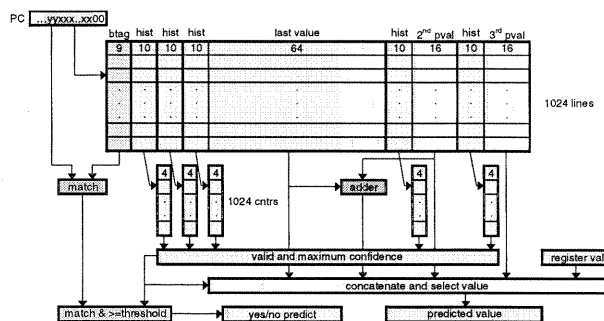 PC ...yyxxx..xx00
btag hist hist hist last value hist 2nd pval hist 3rd pval
9 10 10 10 64 10 16 10 16
1024 lines
4 4 4 4 4
match adder
1024 cntrs
valid and maximum confidence register val
concatenate and select value
match & >=threshold yes/no predict predicted value